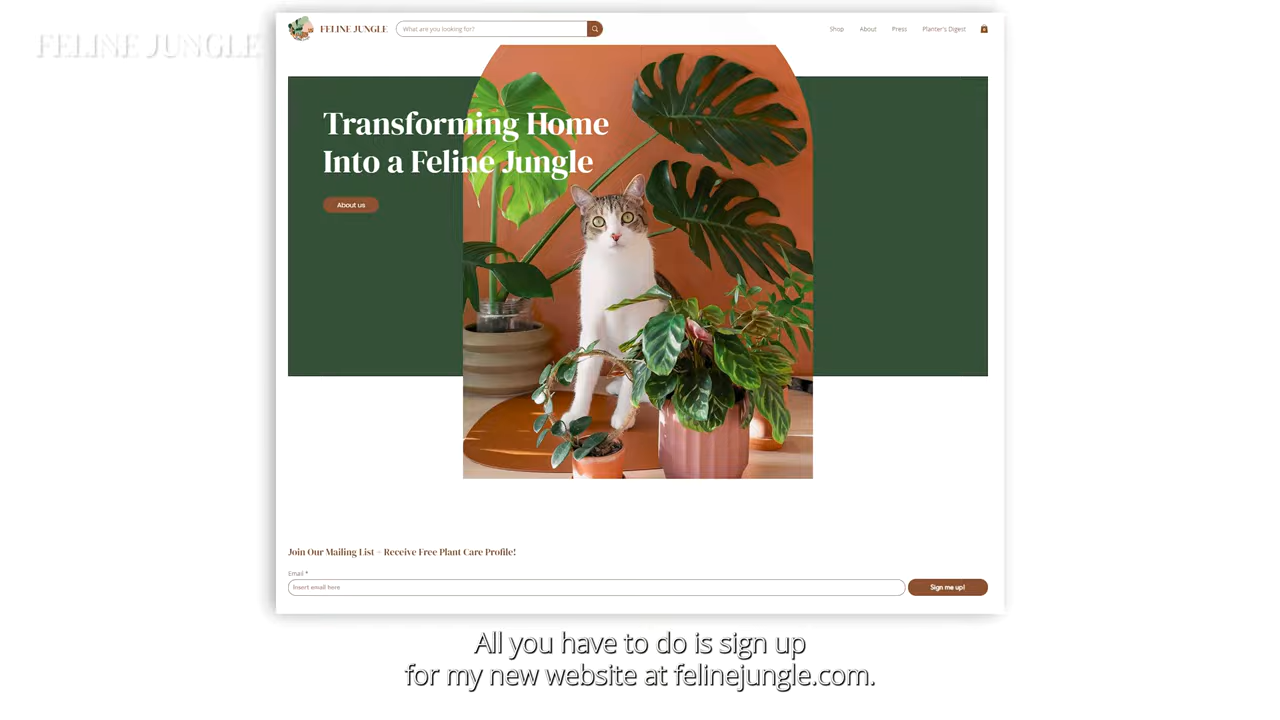 FELINE JUNGLE
FELINE JUNGLE
What are you looking for?
Shop
About
Press
Planter's Digest
Transforming Home
Into a Feline Jungle
About us
Join Our Mailing List + Receive Free Plant Care Profile!
Email *
Insert email here
Sign me up!
All you have to do is sign up
for my new website at felinejungle.com.